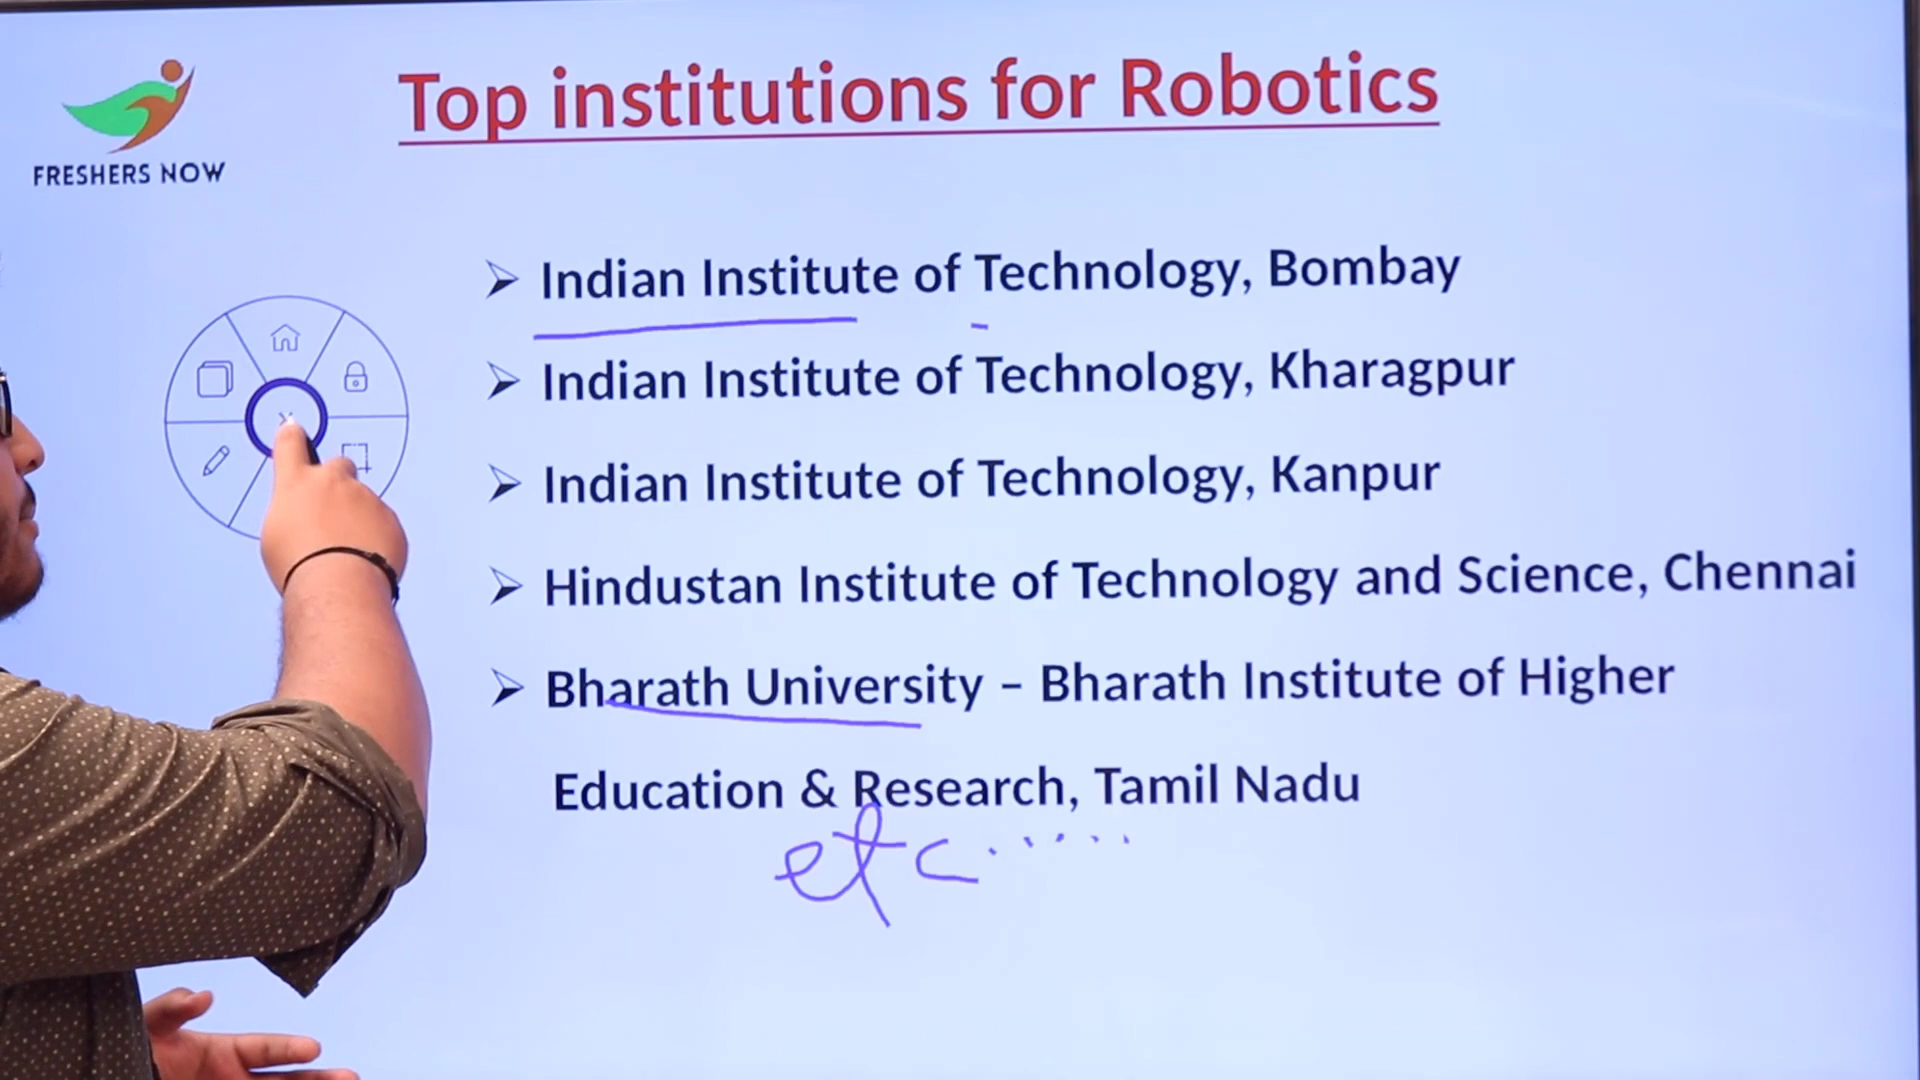 FRESHERS NOW
Top institutions for Robotics
➢ Indian Institute of Technology, Bombay
➢ Indian Institute of Technology, Kharagpur
➢ Indian Institute of Technology, Kanpur
➢ Hindustan Institute of Technology and Science, Chennai
➢ Bharath University – Bharath Institute of Higher
Education & Research, Tamil Nadu
etc......